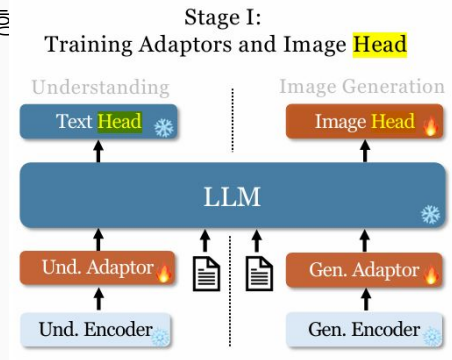 Stage I:
Training Adaptors and Image Head
Understanding
Image Generation
Text Head
Image Head
LLM
Und. Adaptor
Gen. Adaptor
Und. Encoder
Gen. Encoder